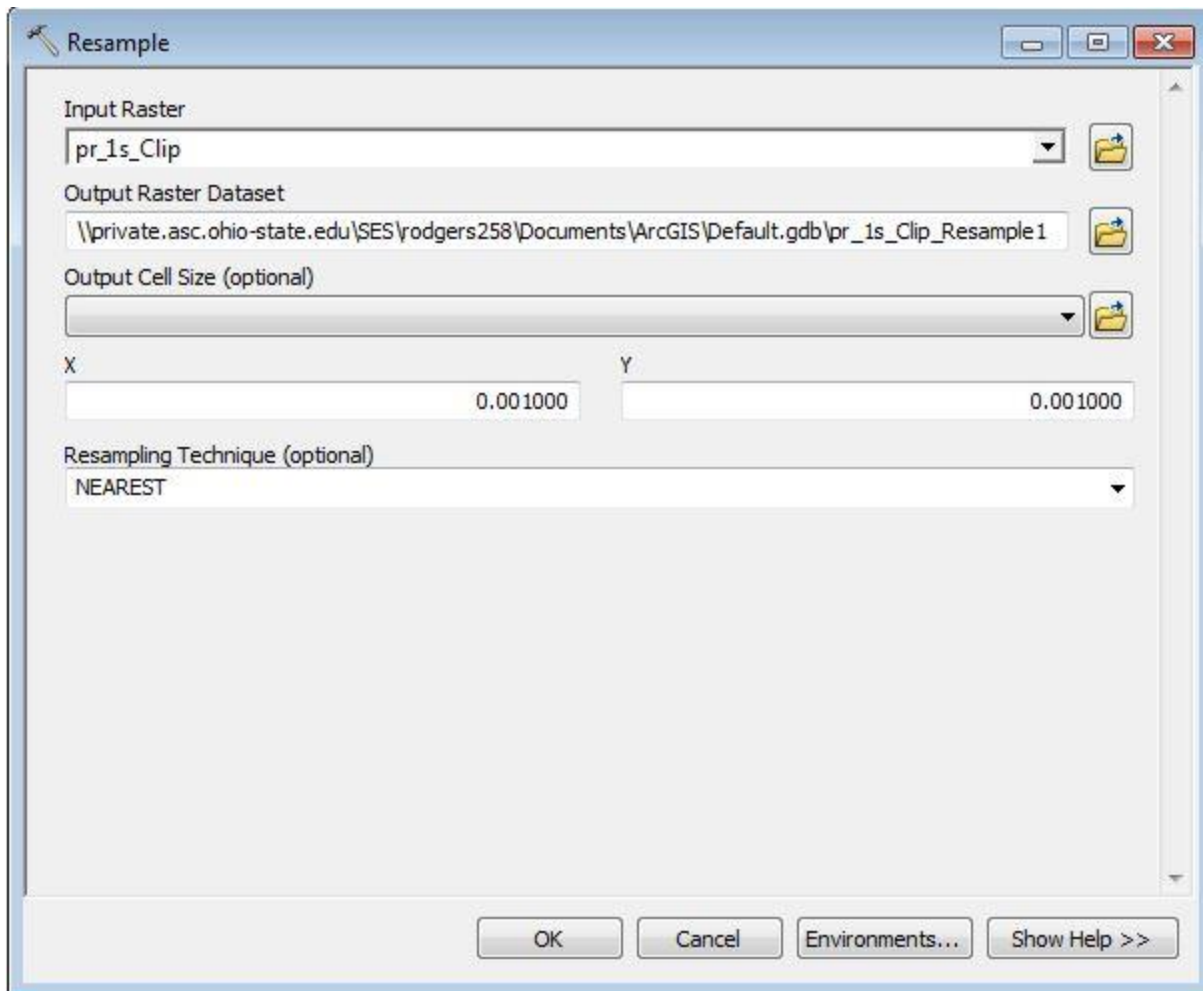 Resample
Input Raster
pr_1s_Clip
Output Raster Dataset
\\private.asc.ohio-state.edu\SES\rodgers258\Documents\ArcGIS\Default.gdb\pr_1s_Clip_Resample1
Output Cell Size (optional)
X Y
0.001000 0.001000
Resampling Technique (optional)
NEAREST
OK Cancel Environments... Show Help >>